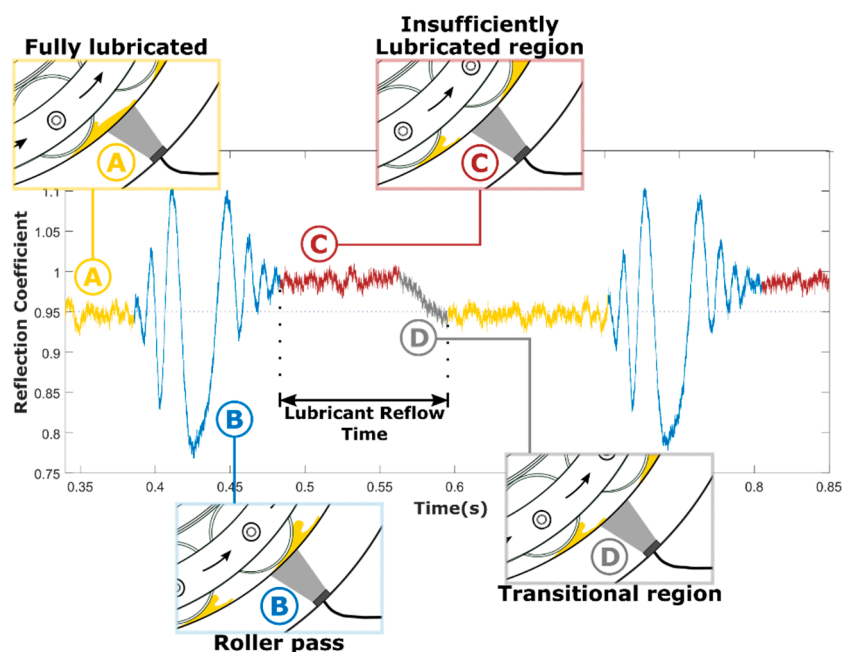 Fully lubricated
Insufficiently
Lubricated region
A
C
1.1
1.05
1
0.95
0.9
0.85
0.8
0.75
Reflection Coefficient
A
C
D
B
Lubricant Reflow
Time
0.35
0.4
0.45
0.5
0.55
0.6
0.8
0.85
Time(s)
B
D
Roller pass
Transitional region